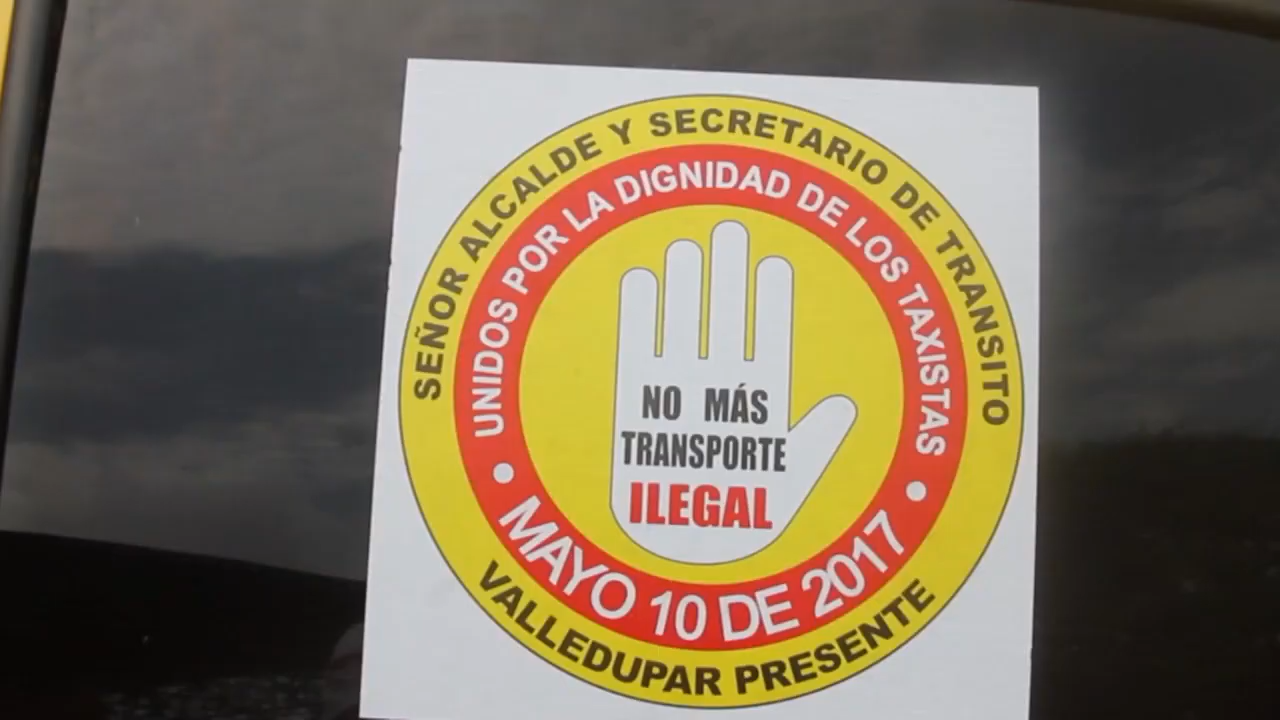 SEÑOR ALCALDE Y SECRETARIO DE TRANSITO
UNIDOS POR LA DIGNIDAD DE LOS TAXISTAS
NO MÁS
TRANSPORTE
ILEGAL
• MAYO 10 DE 2017 •
VALLEDUPAR PRESENTE